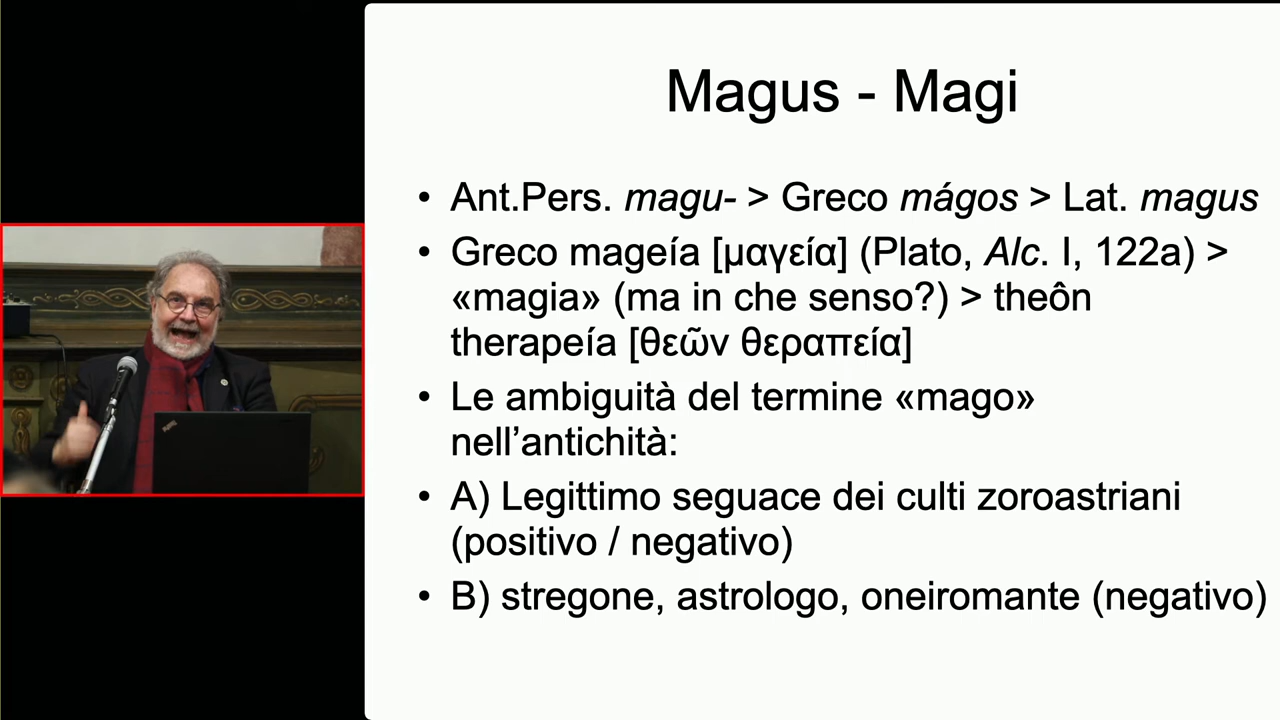 Magus - Magi
• Ant.Pers. magu- > Greco mágos > Lat. magus
• Greco mageía [μαγεία] (Plato, Alc. I, 122a) >
«magia» (ma in che senso?) > theôn
therapeía [θεῶν θεραπεία]
• Le ambiguità del termine «mago»
nell’antichità:
• A) Legittimo seguace dei culti zoroastriani
(positivo / negativo)
• B) stregone, astrologo, oneiromante (negativo)
ThinkPad